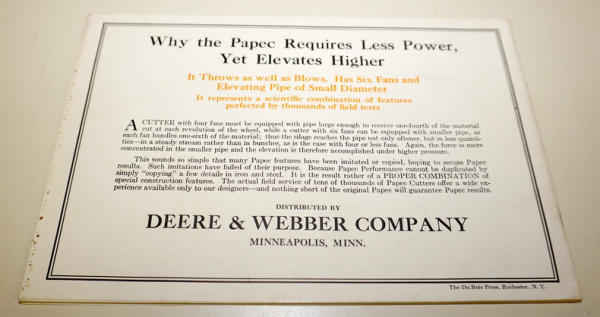 Why the Papec Requires Less Power,
Yet Elevates Higher
It Throws as well as Blows. Has Six Fans and
Elevating Pipe of Small Diameter
It represents a scientific combination of features
perfected by thousands of field tests
A CUTTER with four fans must be equipped with pipe large enough to receive one-fourth of the material
cut at each revolution of the wheel, while a cutter with six fans can be equipped with smaller pipe, as
each fan handles one-sixth of the material; thus the silage reaches the pipe not only oftener, but in less quanti-
ties—in a steady stream rather than in bunches, as is the case with four or less fans. Again, the force is more
concentrated in the smaller pipe and the elevation is therefore accomplished under higher pressure.
This sounds so simple that many Papec features have been imitated or copied, hoping to secure Papec
results. Such imitations have failed of their purpose. Because Papec Performance cannot be duplicated by
simply "copying" a few details in iron and steel. It is the result rather of a PROPER COMBINATION of
special construction features. The actual field service of tens of thousands of Papec Cutters offer a wide ex-
perience available only to our designers—and nothing short of the original Papec will guarantee Papec results.
DISTRIBUTED BY
DEERE & WEBBER COMPANY
MINNEAPOLIS, MINN.
The Du Bois Press, Rochester, N. Y.